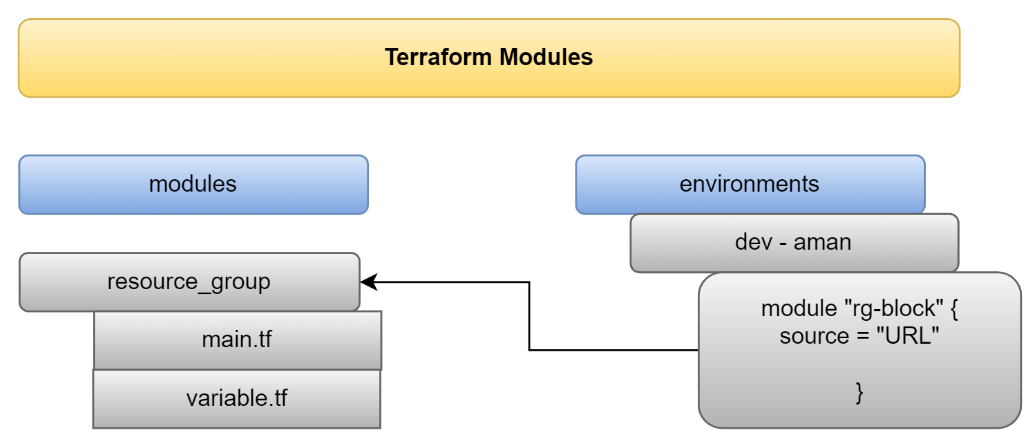 Terraform Modules
modules
environments
dev - aman
resource_group
main.tf
variable.tf
module "rg-block" {
source = "URL"
}